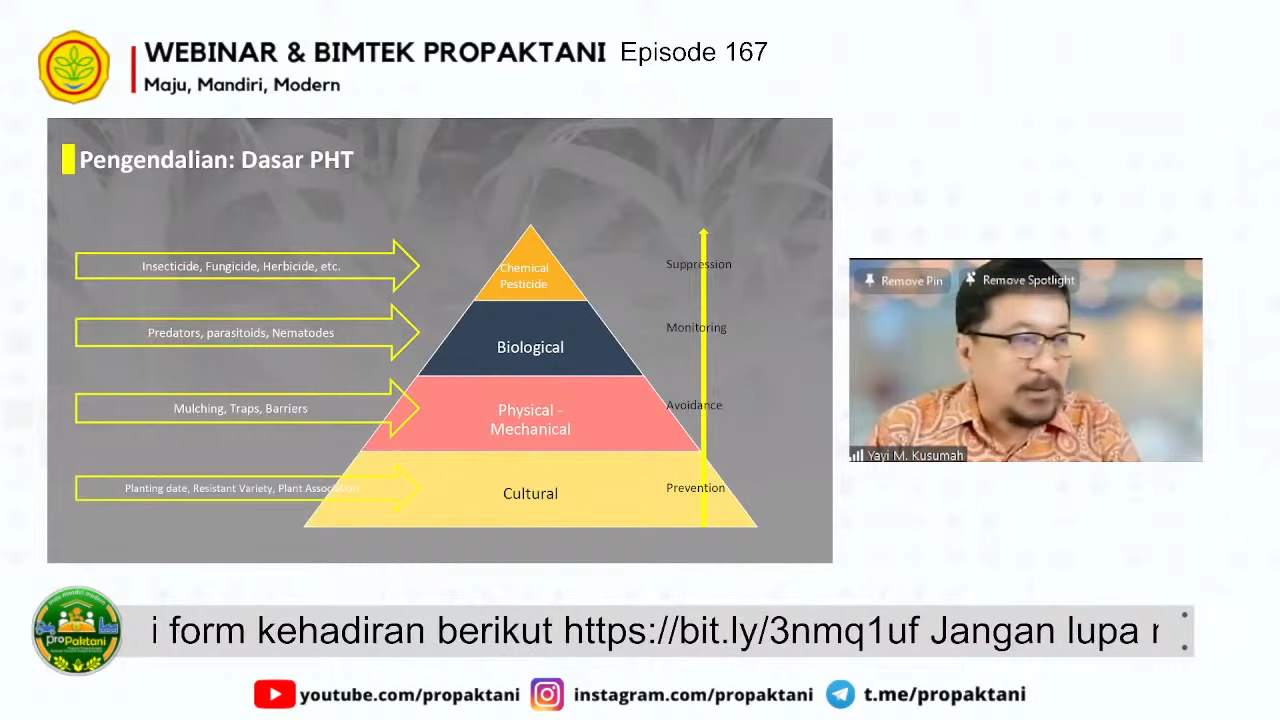 WEBINAR & BIMTEK PROPAKTANI Episode 167
Maju, Mandiri, Modern
Pengendalian: Dasar PHT
Insecticide, Fungicide, Herbicide, etc.
Chemical
Pesticide
Suppression
Predators, parasitoids, Nematodes
Biological
Monitoring
Mulching, Traps, Barriers
Physical -
Mechanical
Avoidance
Planting date, Resistant Variety, Plant Association
Cultural
Prevention
Remove Pin
Remove Spotlight
Yayi M. Kusumah
proPaktani
i form kehadiran berikut https://bit.ly/3nmq1uf Jangan lupa
youtube.com/propaktani
instagram.com/propaktani
t.me/propaktani